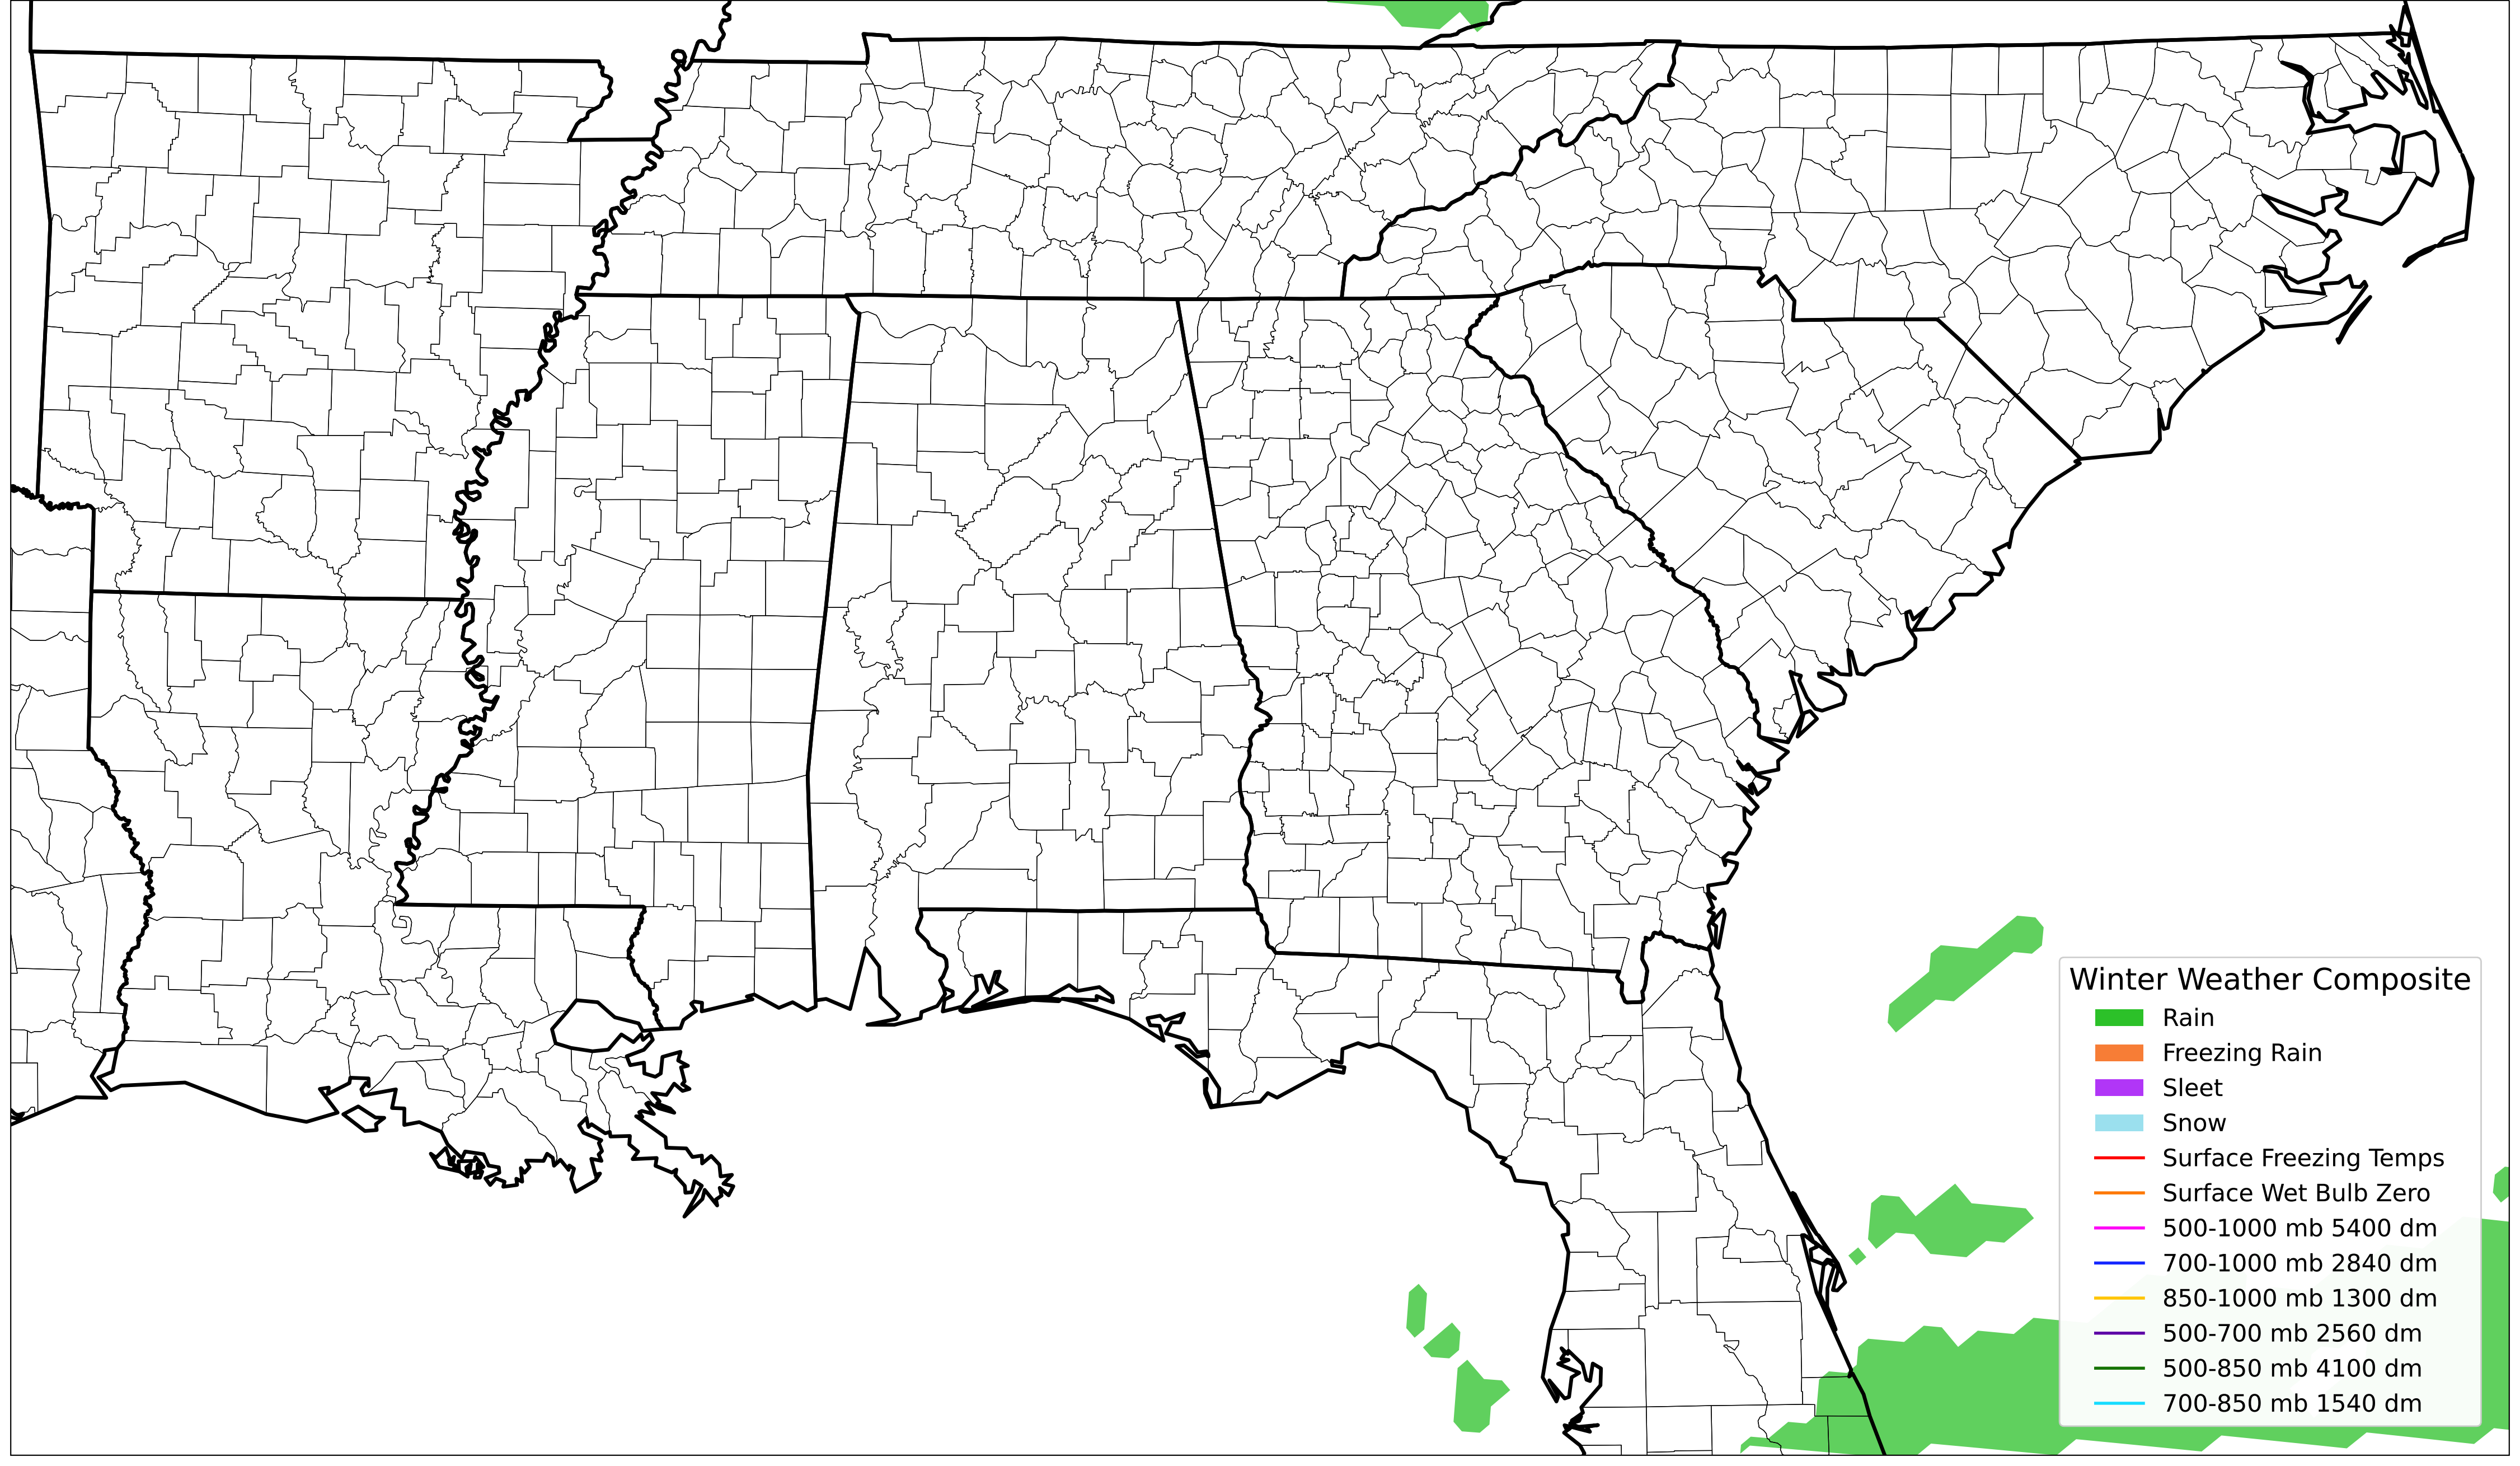 Winter Weather Composite
Rain
Freezing Rain
Sleet
Snow
Surface Freezing Temps
Surface Wet Bulb Zero
500-1000 mb 5400 dm
700-1000 mb 2840 dm
850-1000 mb 1300 dm
500-700 mb 2560 dm
500-850 mb 4100 dm
700-850 mb 1540 dm